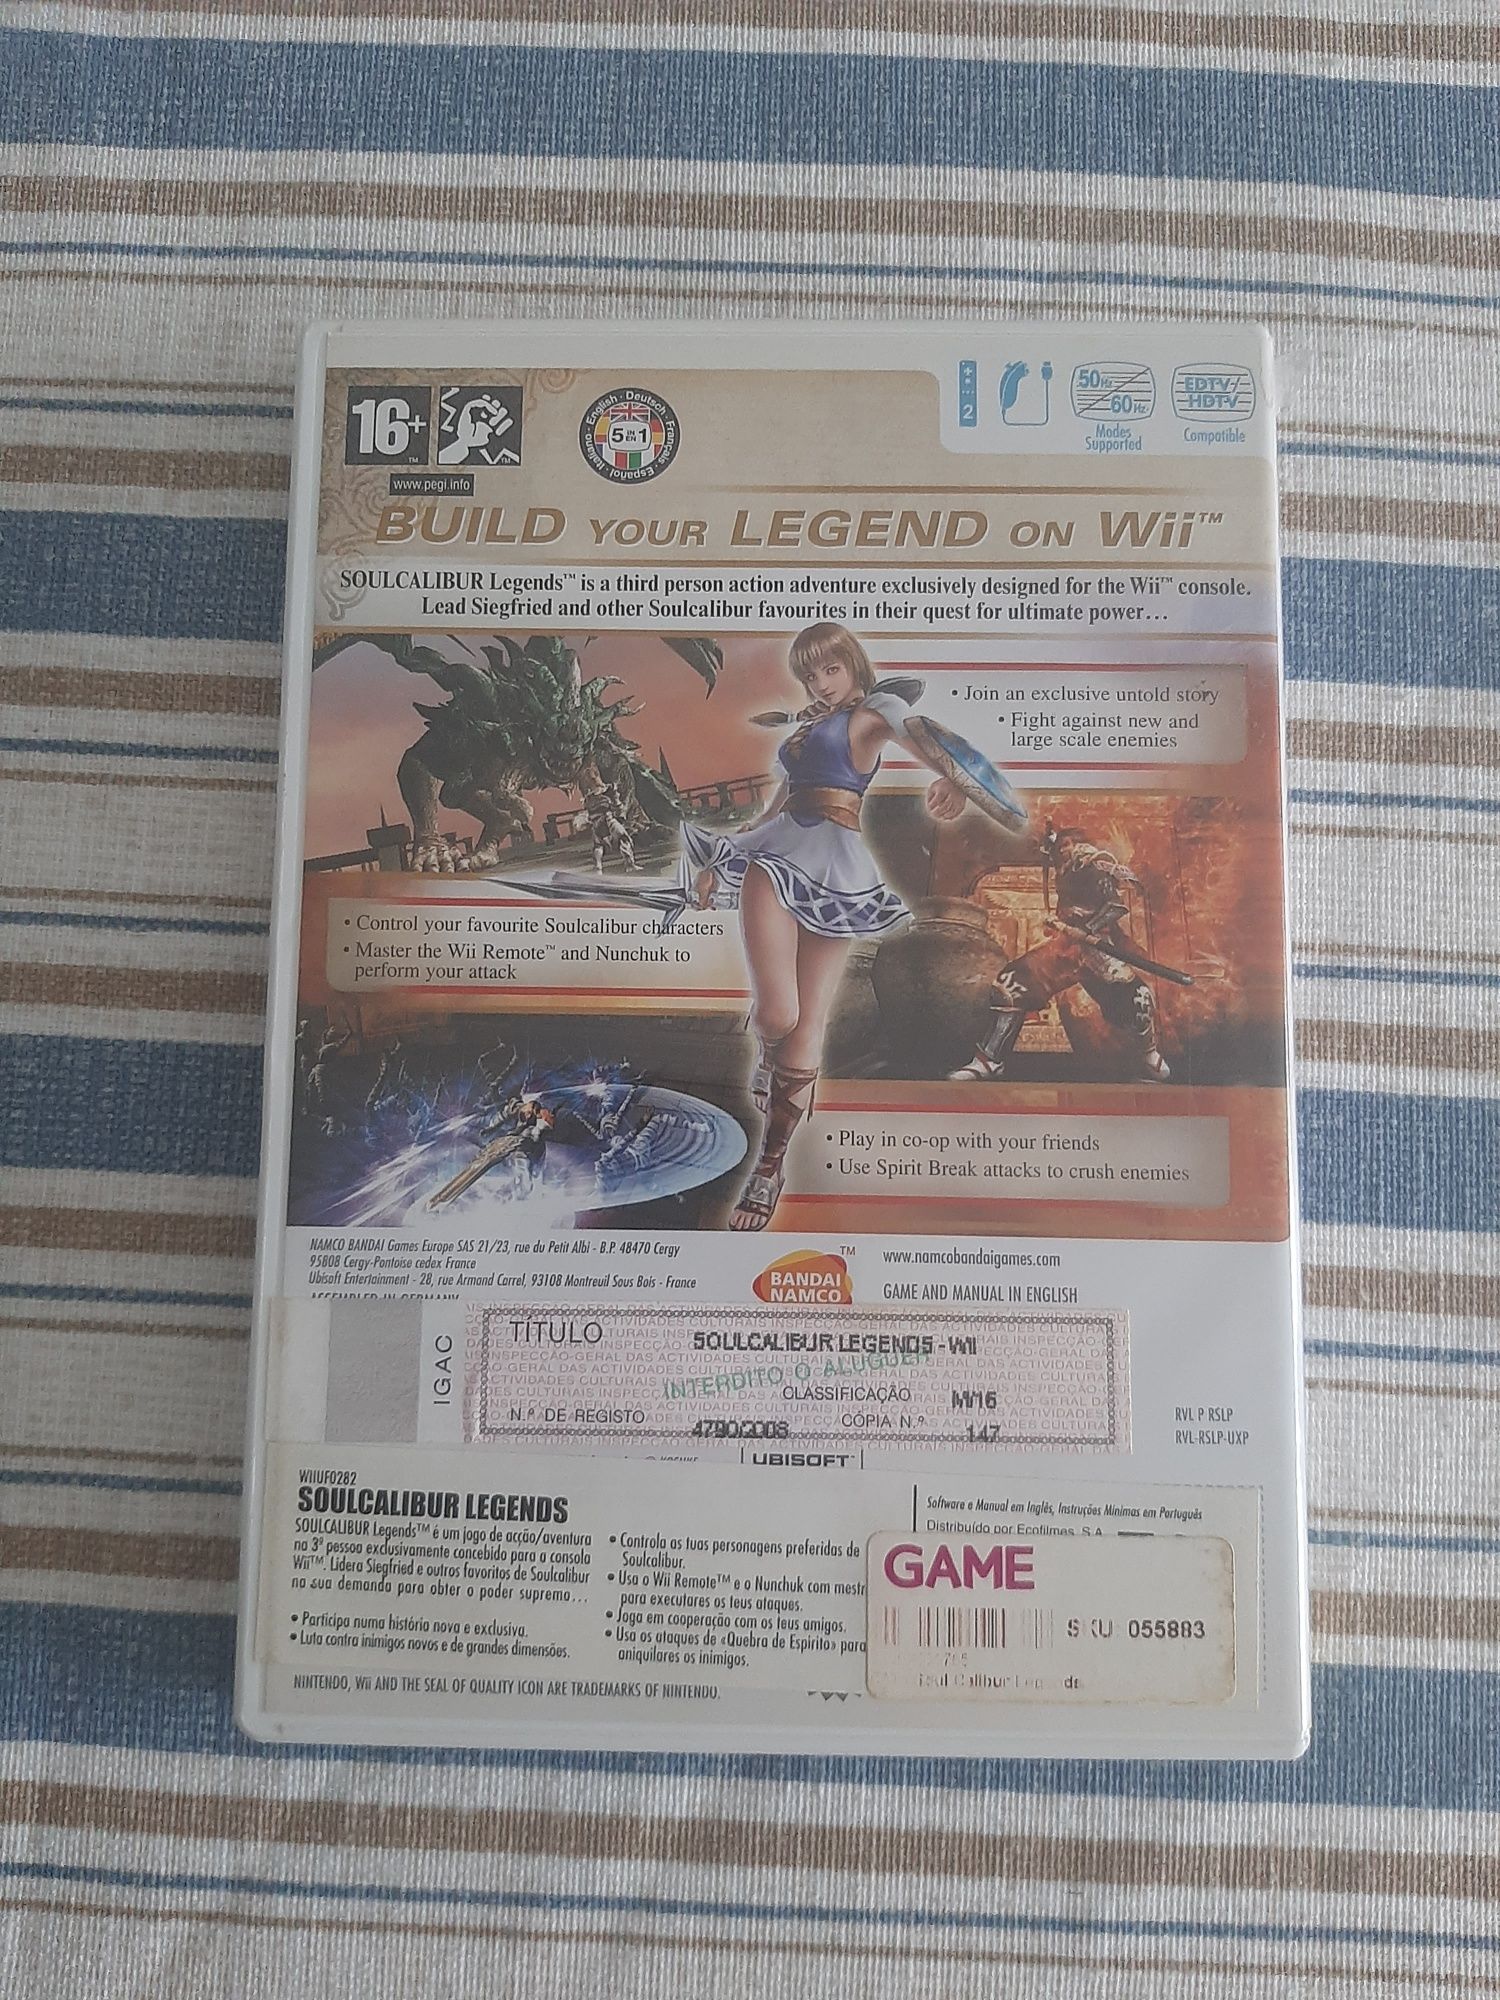 16+
www.pegi.info
English · Deutsch · Français · Español · Italiano
5 IN EN 1
2
50Hz
60Hz
Modes
Supported
EDTV/
HDTV
Compatible
BUILD YOUR LEGEND ON Wii™
SOULCALIBUR Legends™ is a third person action adventure exclusively designed for the Wii™ console.
Lead Siegfried and other Soulcalibur favourites in their quest for ultimate power...
• Join an exclusive untold story
• Fight against new and
large scale enemies
• Control your favourite Soulcalibur characters
• Master the Wii Remote™ and Nunchuk to
perform your attack
• Play in co-op with your friends
• Use Spirit Break attacks to crush enemies
NAMCO BANDAI Games Europe SAS 21/23, rue du Petit Albi - B.P. 48470 Cergy
95808 Cergy-Pontoise cedex France
Ubisoft Entertainment - 28, rue Armand Carrel, 93108 Montreuil Sous Bois - France
ASSEMBLED IN GERMANY
BANDAI
NAMCO
TM
www.namcobandaigames.com
GAME AND MANUAL IN ENGLISH
IGAC
TÍTULO
SOULCALIBUR LEGENDS - WII
INTERDITO O ALUGUER
CLASSIFICAÇÃO M/16
N.º DE REGISTO 4790/2008 CÓPIA N.º 147
RVL P RSLP
RVL-RSLP-UXP
UBISOFT
WIIUF0282
SOULCALIBUR LEGENDS
SOULCALIBUR Legends™ é um jogo de acção/aventura
na 3ª pessoa exclusivamente concebido para a consola
Wii™. Lidera Siegfried e outros favoritos de Soulcalibur
na sua demanda para obter o poder supremo...
• Participa numa história nova e exclusiva.
• Luta contra inimigos novos e de grandes dimensões.
• Controla as tuas personagens preferidas de
Soulcalibur.
• Usa o Wii Remote™ e o Nunchuk com mestr
para executares os teus ataques.
• Joga em cooperação com os teus amigos.
• Usa os ataques de «Quebra de Espírito» para
aniquilares os inimigos.
Software e Manual em Inglês, Instruções Mínimas em Português
Distribuído por Ecofilmes, S.A.
GAME
SKU 055883
NINTENDO, Wii AND THE SEAL OF QUALITY ICON ARE TRADEMARKS OF NINTENDO.